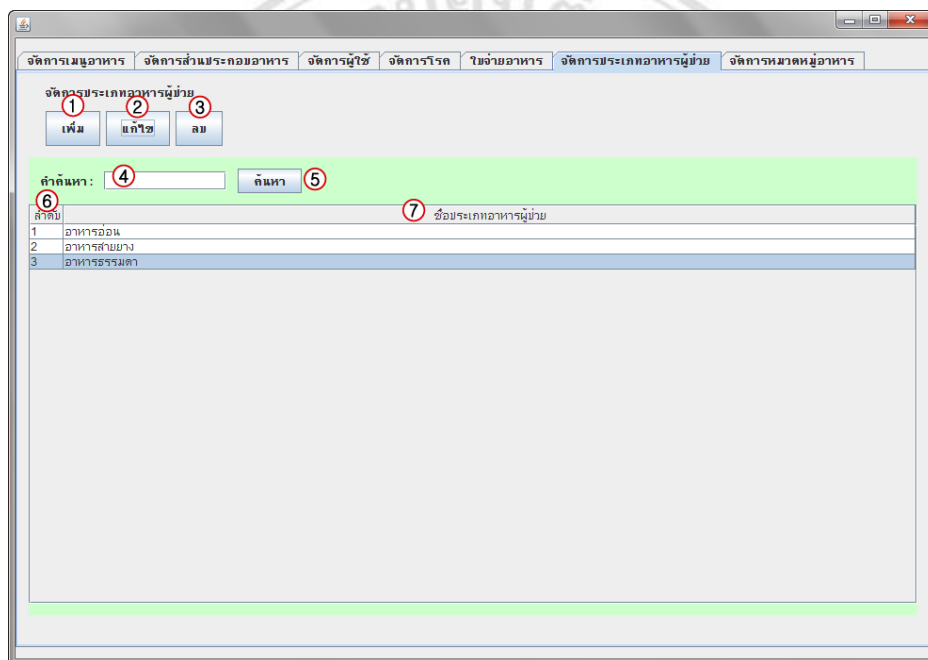 จัดการเมนูอาหาร จัดการส่วนประกอบอาหาร จัดการผู้ใช้ จัดการโรค ใบจ่ายอาหาร จัดการประเภทอาหารผู้ป่วย จัดการหมวดหมู่อาหาร
จัดการประเภทอาหารผู้ป่วย
1 2 3
เพิ่ม แก้ไข ลบ
คำค้นหา : 4 ค้นหา 5
6 7
ลำดับ ชื่อประเภทอาหารผู้ป่วย
1 อาหารอ่อน
2 อาหารสายยาง
3 อาหารธรรมดา